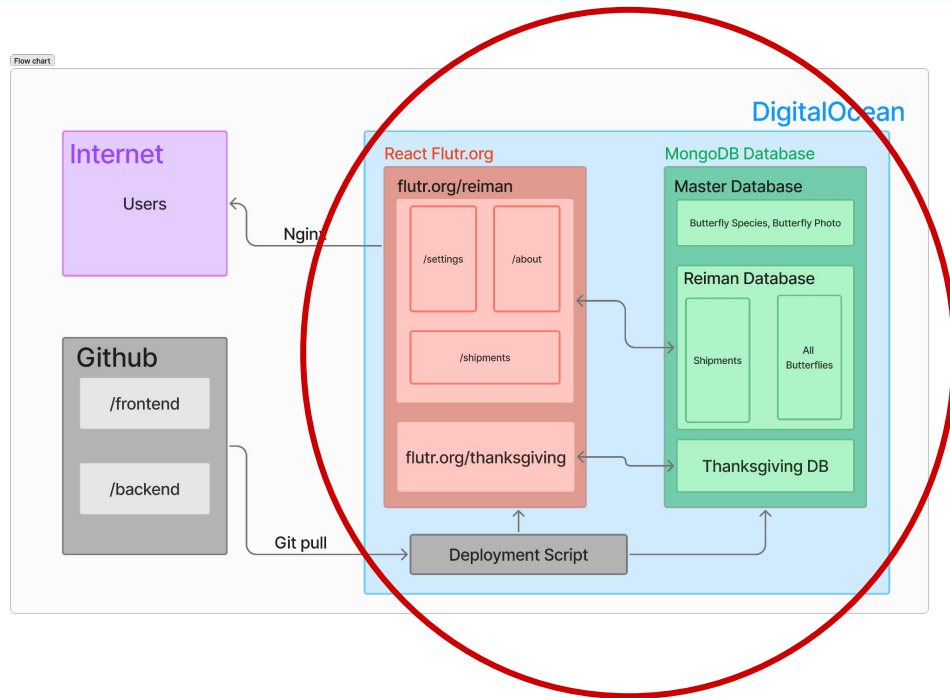 Flow chart
DigitalOcean
Internet
Users
Nginx
React Flutr.org
flutr.org/reiman
/settings
/about
/shipments
flutr.org/thanksgiving
MongoDB Database
Master Database
Butterfly Species, Butterfly Photo
Reiman Database
Shipments
All
Butterflies
Thanksgiving DB
Github
/frontend
/backend
Git pull
Deployment Script